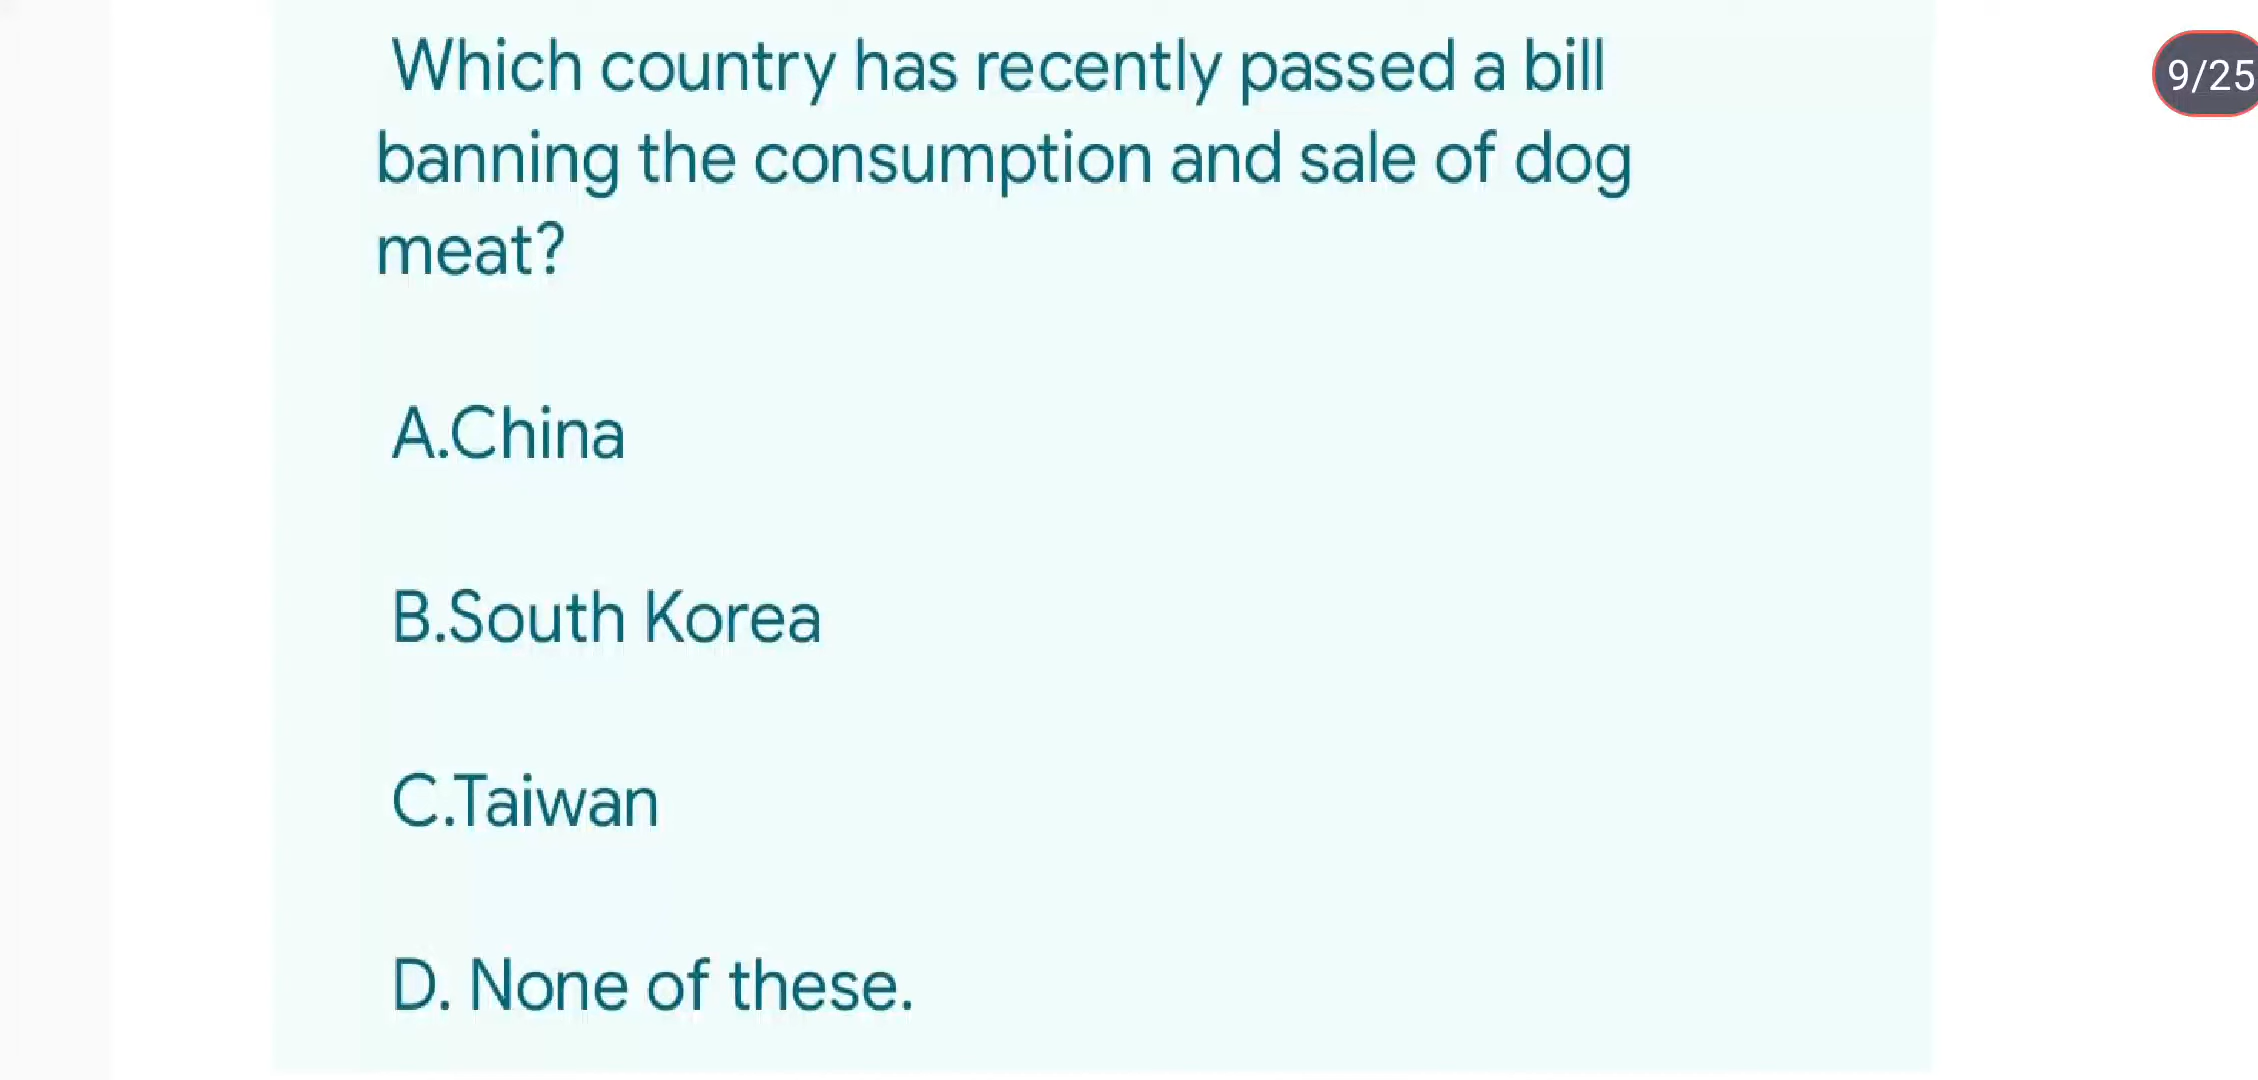 Which country has recently passed a bill
banning the consumption and sale of dog
meat?
A.China
B.South Korea
C.Taiwan
D. None of these.
9/25